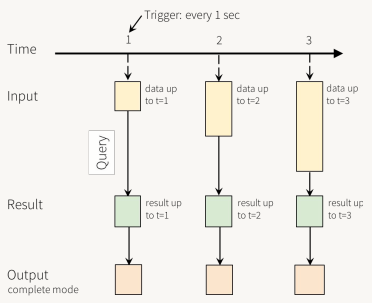 Trigger: every 1 sec
Time
1
2
3
Input
data up
to t=1
data up
to t=2
data up
to t=3
Query
Result
result up
to t=1
result up
to t=2
result up
to t=3
Output
complete mode